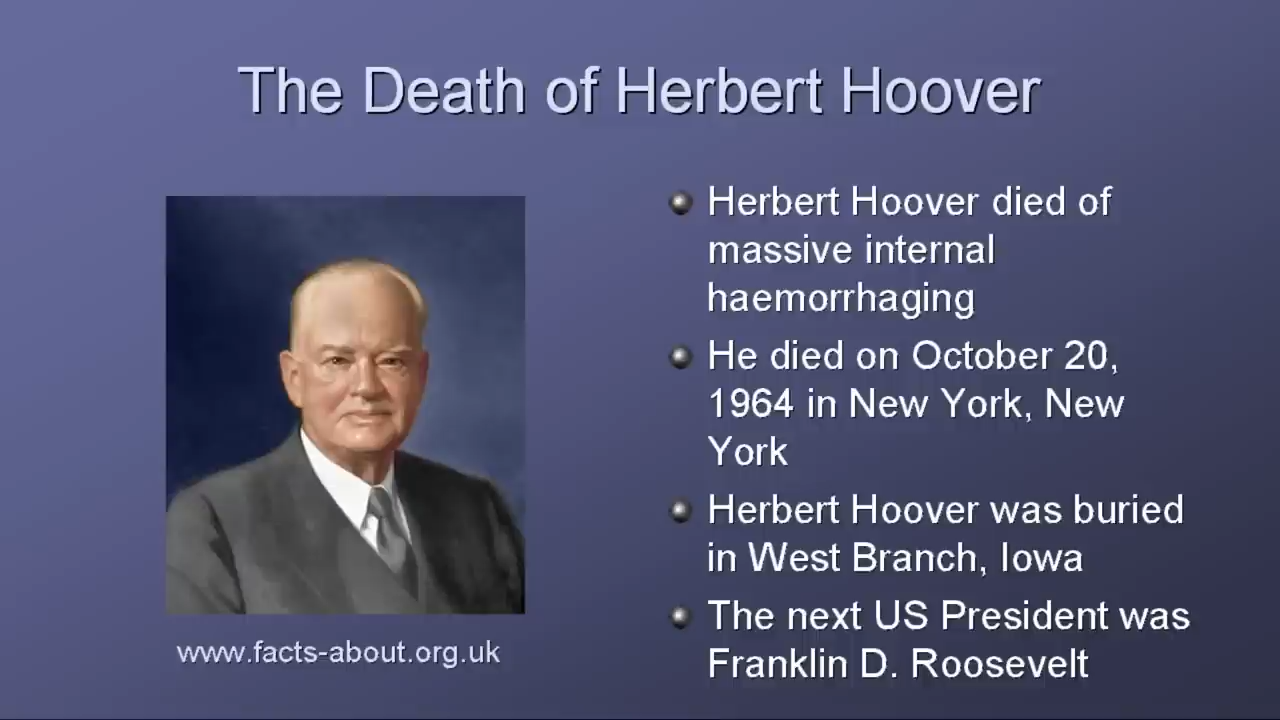 The Death of Herbert Hoover
Herbert Hoover died of
massive internal
haemorrhaging
He died on October 20,
1964 in New York, New
York
Herbert Hoover was buried
in West Branch, Iowa
The next US President was
Franklin D. Roosevelt
www.facts-about.org.uk